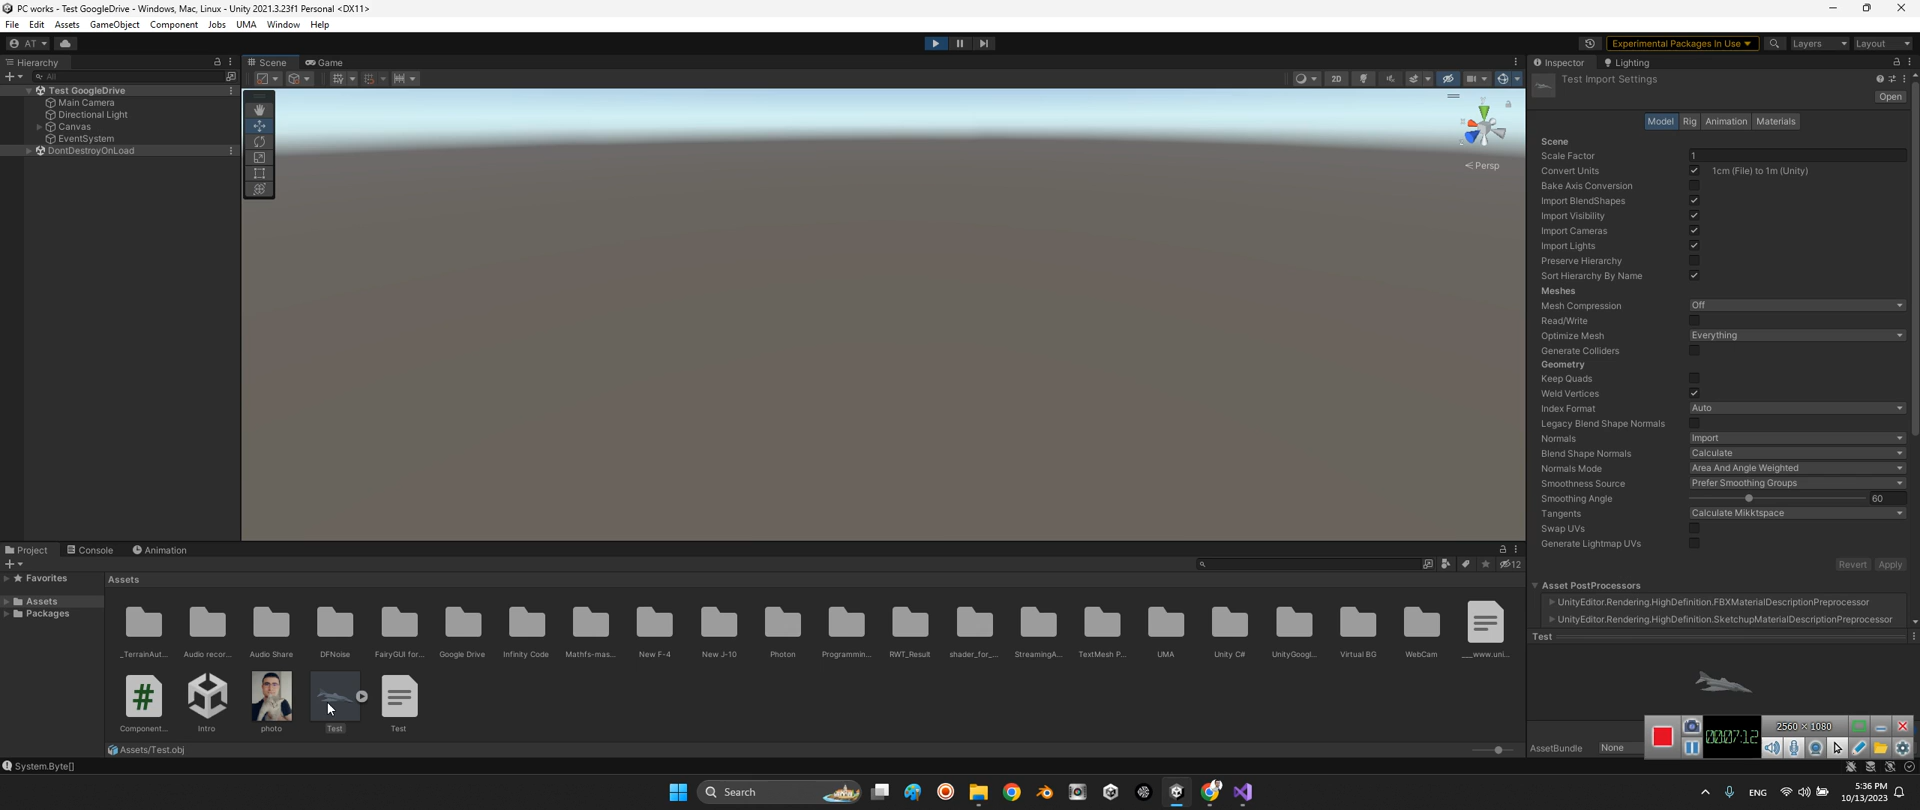 PC works - Test GoogleDrive - Windows, Mac, Linux - Unity 2021.3.23f1 Personal <DX11>
File Edit Assets GameObject Component Jobs UMA Window Help
AT Experimental Packages In Use Layers Layout
Hierarchy
All
Test GoogleDrive
Main Camera
Directional Light
Canvas
EventSystem
DontDestroyOnLoad
Scene Game
2D
Persp
Inspector Lighting
Test Import Settings
Open
Model Rig Animation Materials
Scene
Scale Factor 1
Convert Units 1cm (File) to 1m (Unity)
Bake Axis Conversion
Import BlendShapes
Import Visibility
Import Cameras
Import Lights
Preserve Hierarchy
Sort Hierarchy By Name
Meshes
Mesh Compression Off
Read/Write
Optimize Mesh Everything
Generate Colliders
Geometry
Keep Quads
Weld Vertices
Index Format Auto
Legacy Blend Shape Normals
Normals Import
Blend Shape Normals Calculate
Normals Mode Area And Angle Weighted
Smoothness Source Prefer Smoothing Groups
Smoothing Angle 60
Tangents Calculate Mikktspace
Swap UVs
Generate Lightmap UVs
Revert Apply
Asset PostProcessors
UnityEditor.Rendering.HighDefinition.FBXMaterialDescriptionPreprocessor
UnityEditor.Rendering.HighDefinition.SketchupMaterialDescriptionPreprocessor
Test
AssetBundle None
2560 × 1080
00:07:12
Project Console Animation
12
Favorites
Assets
Packages
Assets
_TerrainAut... Audio recor... Audio Share DFNoise FairyGUI for... Google Drive Infinity Code Mathfs-mas... New F-4 New J-10 Photon Programmin... RWT_Result shader_for_... StreamingA... TextMesh P... UMA Unity C# UnityGoogl... Virtual BG WebCam __www.uni...
Component... Intro photo Test Test
Assets/Test.obj
System.Byte[]
Search
ENG
5:36 PM
10/13/2023